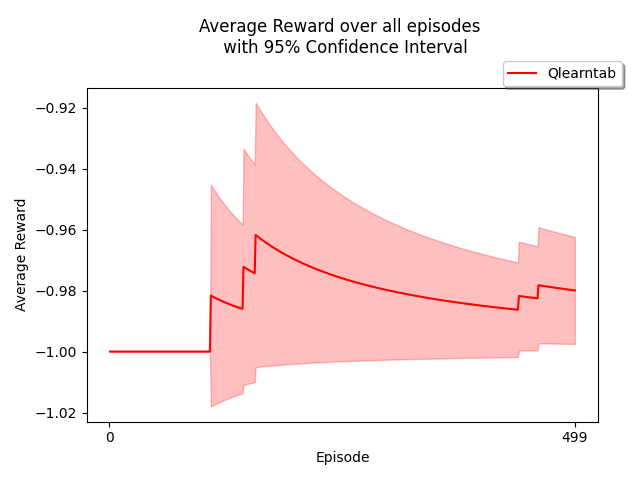 Average Reward over all episodes
with 95% Confidence Interval
Qlearntab
−0.92
−0.94
−0.96
−0.98
−1.00
−1.02
Average Reward
0
499
Episode